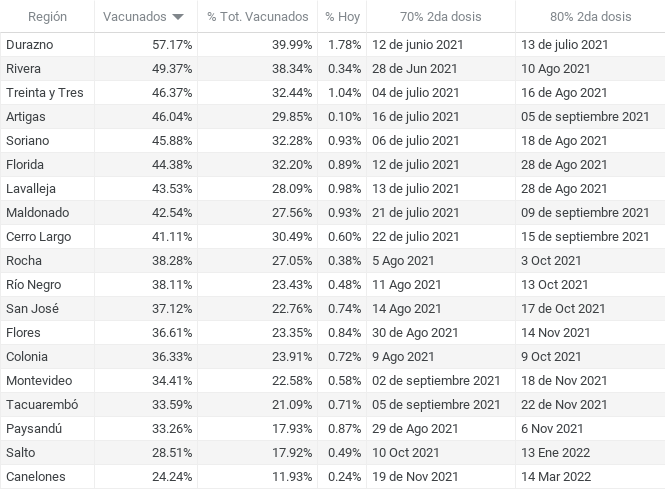 Región Vacunados % Tot. Vacunados % Hoy 70% 2da dosis 80% 2da dosis
Durazno 57.17% 39.99% 1.78% 12 de junio 2021 13 de julio 2021
Rivera 49.37% 38.34% 0.34% 28 de Jun 2021 10 Ago 2021
Treinta y Tres 46.37% 32.44% 1.04% 04 de julio 2021 16 de Ago 2021
Artigas 46.04% 29.85% 0.10% 16 de julio 2021 05 de septiembre 2021
Soriano 45.88% 32.28% 0.93% 06 de julio 2021 18 de Ago 2021
Florida 44.38% 32.20% 0.89% 12 de julio 2021 28 de Ago 2021
Lavalleja 43.53% 28.09% 0.98% 13 de julio 2021 28 de Ago 2021
Maldonado 42.54% 27.56% 0.93% 21 de julio 2021 09 de septiembre 2021
Cerro Largo 41.11% 30.49% 0.60% 22 de julio 2021 15 de septiembre 2021
Rocha 38.28% 27.05% 0.38% 5 Ago 2021 3 Oct 2021
Río Negro 38.11% 23.43% 0.48% 11 Ago 2021 13 Oct 2021
San José 37.12% 22.76% 0.74% 14 Ago 2021 17 de Oct 2021
Flores 36.61% 23.35% 0.84% 30 de Ago 2021 14 Nov 2021
Colonia 36.33% 23.91% 0.72% 9 Ago 2021 9 Oct 2021
Montevideo 34.41% 22.58% 0.58% 02 de septiembre 2021 18 de Nov 2021
Tacuarembó 33.59% 21.09% 0.71% 05 de septiembre 2021 22 de Nov 2021
Paysandú 33.26% 17.93% 0.87% 29 de Ago 2021 6 Nov 2021
Salto 28.51% 17.92% 0.49% 10 Oct 2021 13 Ene 2022
Canelones 24.24% 11.93% 0.24% 19 de Nov 2021 14 Mar 2022